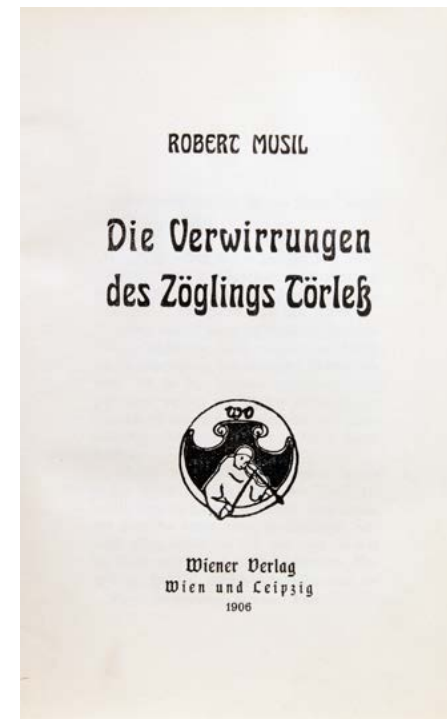 ROBERT MUSIL
Die Verwirrungen
des Zöglings Törleß
WV
Wiener Verlag
Wien und Leipzig
1906